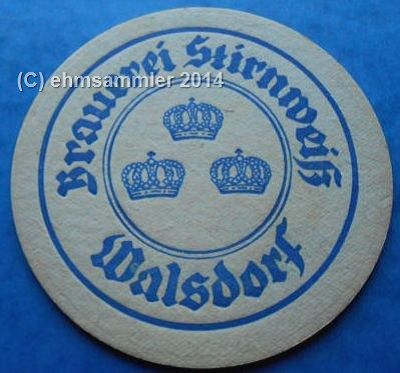 (C) ehmsammler 2014
Brauerei Stirnweiß
Walsdorf